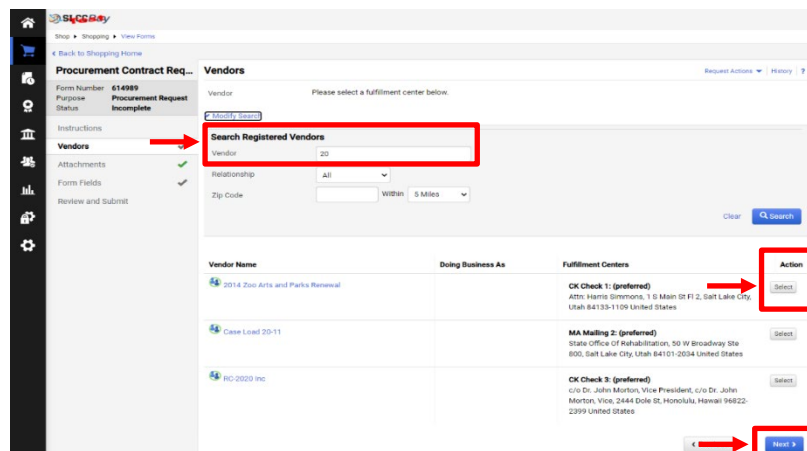 SLCCBuy
Shop ▸ Shopping ▸ View Forms
Back to Shopping Home
Procurement Contract Req...
Form Number 614989
Purpose Procurement Request
Status Incomplete
Instructions
Vendors
Attachments
Form Fields
Review and Submit
Vendors
Request Actions History ?
Vendor Please select a fulfillment center below.
Modify Search
Search Registered Vendors
Vendor 20
Relationship All
Zip Code Within 5 Miles
Clear Search
Vendor Name Doing Business As Fulfillment Centers Action
2014 Zoo Arts and Parks Renewal
CK Check 1: (preferred)
Attn: Harris Simmons, 1 S Main St Fl 2, Salt Lake City,
Utah 84133-1109 United States
Select
Case Load 20-11
MA Mailing 2: (preferred)
State Office Of Rehabilitation, 50 W Broadway Ste
800, Salt Lake City, Utah 84101-2034 United States
Select
RC-2020 Inc
CK Check 3: (preferred)
c/o Dr. John Morton, Vice President, c/o Dr. John
Morton, Vice, 2444 Dole St, Honolulu, Hawaii 96822-
2399 United States
Select
Next